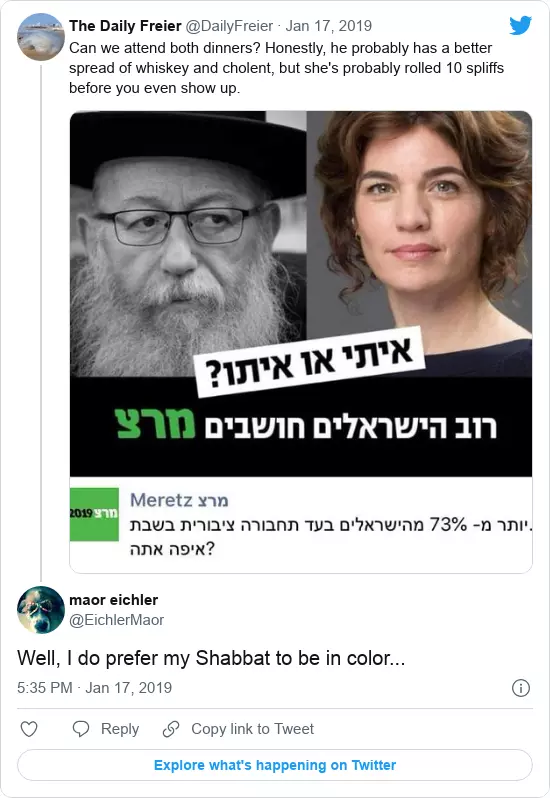 The Daily Freier @DailyFreier · Jan 17, 2019
Can we attend both dinners? Honestly, he probably has a better
spread of whiskey and cholent, but she's probably rolled 10 spliffs
before you even show up.
איתי או איתו?
רוב הישראלים חושבים מרצ
מרצ 2019
Meretz מרצ
יותר מ- 73% מהישראלים בעד תחבורה ציבורית בשבת.
איפה אתה?
maor eichler
@EichlerMaor
Well, I do prefer my Shabbat to be in color...
5:35 PM · Jan 17, 2019
Reply
Copy link to Tweet
Explore what's happening on Twitter